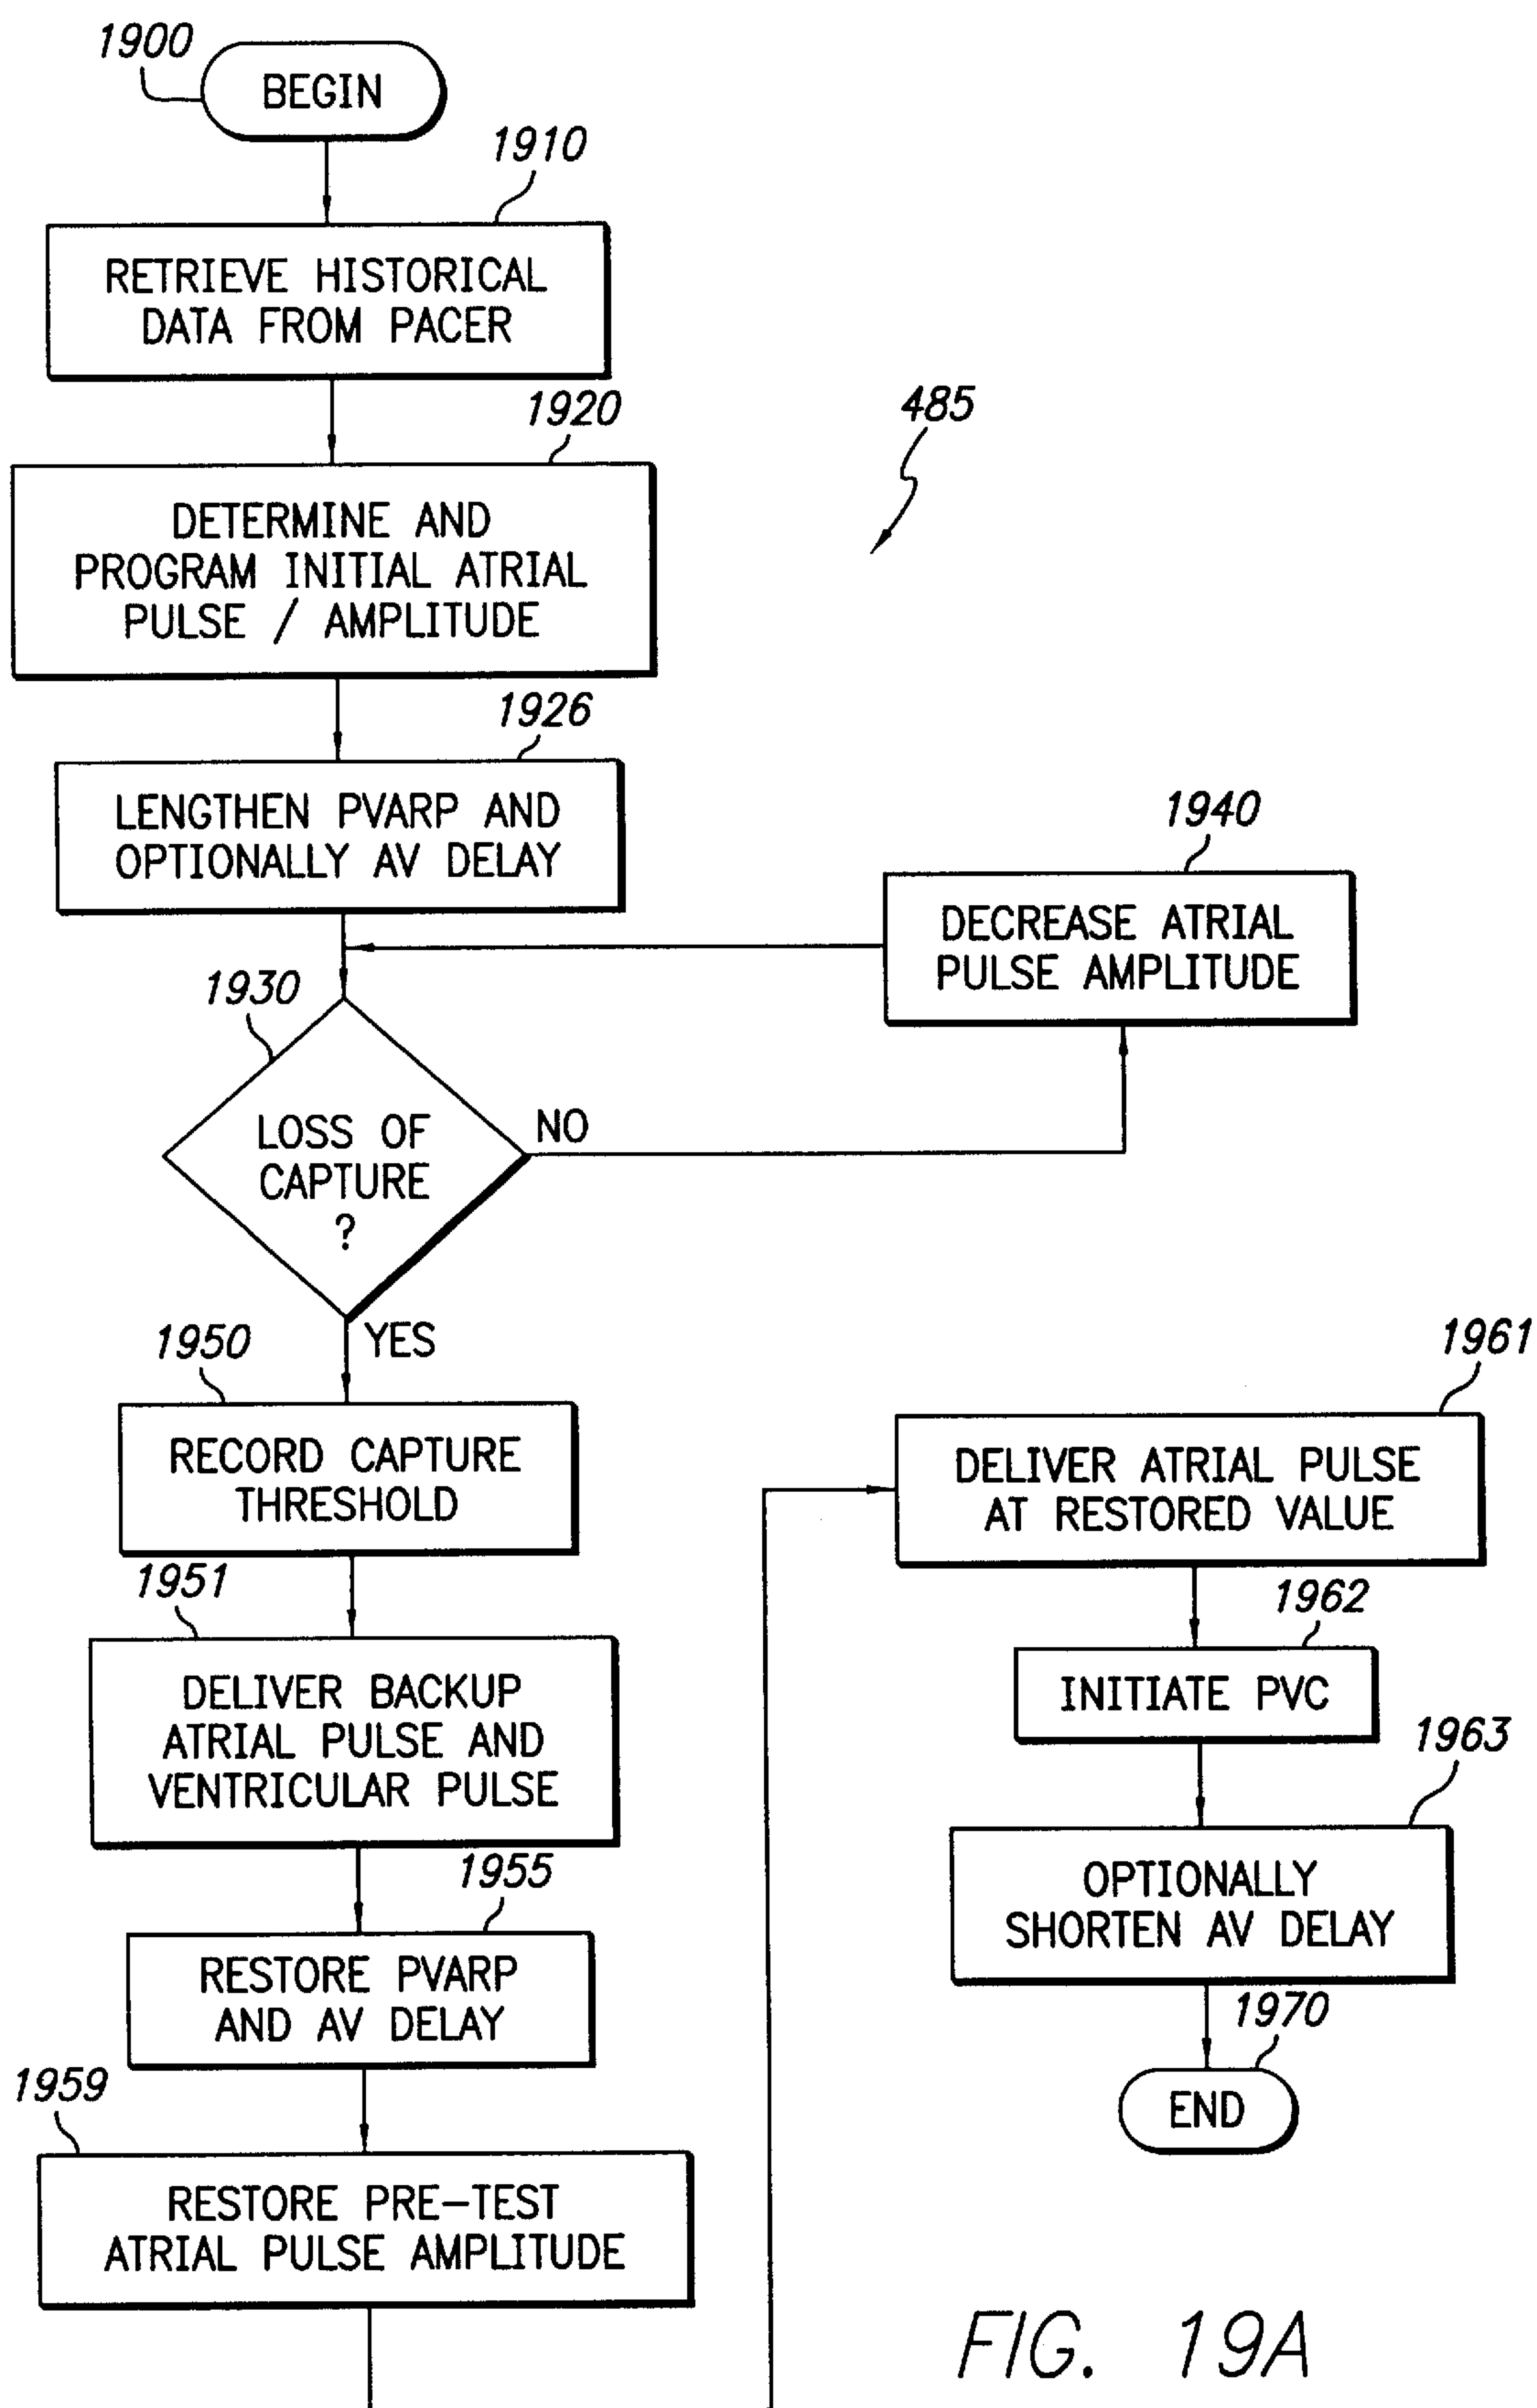 1900
BEGIN
1910
RETRIEVE HISTORICAL
DATA FROM PACER
1920
485
DETERMINE AND
PROGRAM INITIAL ATRIAL
PULSE / AMPLITUDE
1926
LENGTHEN PVARP AND
OPTIONALLY AV DELAY
1940
DECREASE ATRIAL
PULSE AMPLITUDE
1930
LOSS OF
CAPTURE
?
NO
YES
1950
RECORD CAPTURE
THRESHOLD
1951
DELIVER BACKUP
ATRIAL PULSE AND
VENTRICULAR PULSE
1955
RESTORE PVARP
AND AV DELAY
1959
RESTORE PRE-TEST
ATRIAL PULSE AMPLITUDE
1961
DELIVER ATRIAL PULSE
AT RESTORED VALUE
1962
INITIATE PVC
1963
OPTIONALLY
SHORTEN AV DELAY
1970
END
FIG. 19A